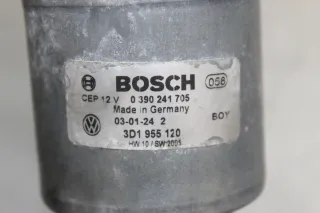 BOSCH 058
CEP 12 V 0 390 241 705
Made in Germany
03-01-24 2 BOY
3D1 955 120
HW 10 / SW 2005